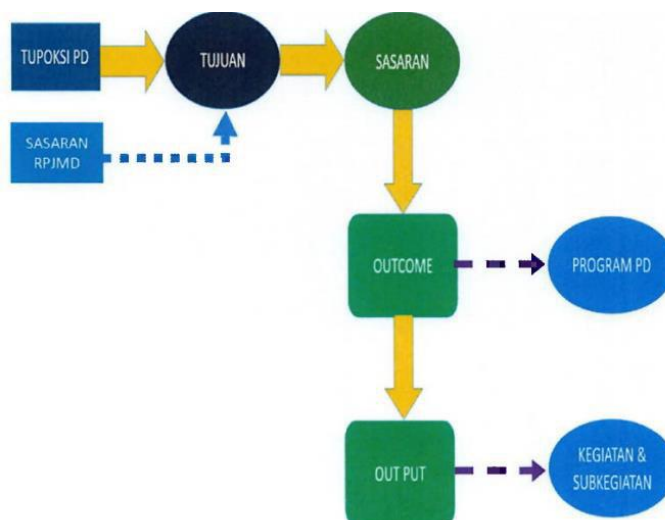 TUPOKSI PD
TUJUAN
SASARAN
SASARAN
RPJMD
OUTCOME
PROGRAM PD
OUT PUT
KEGIATAN &
SUBKEGIATAN